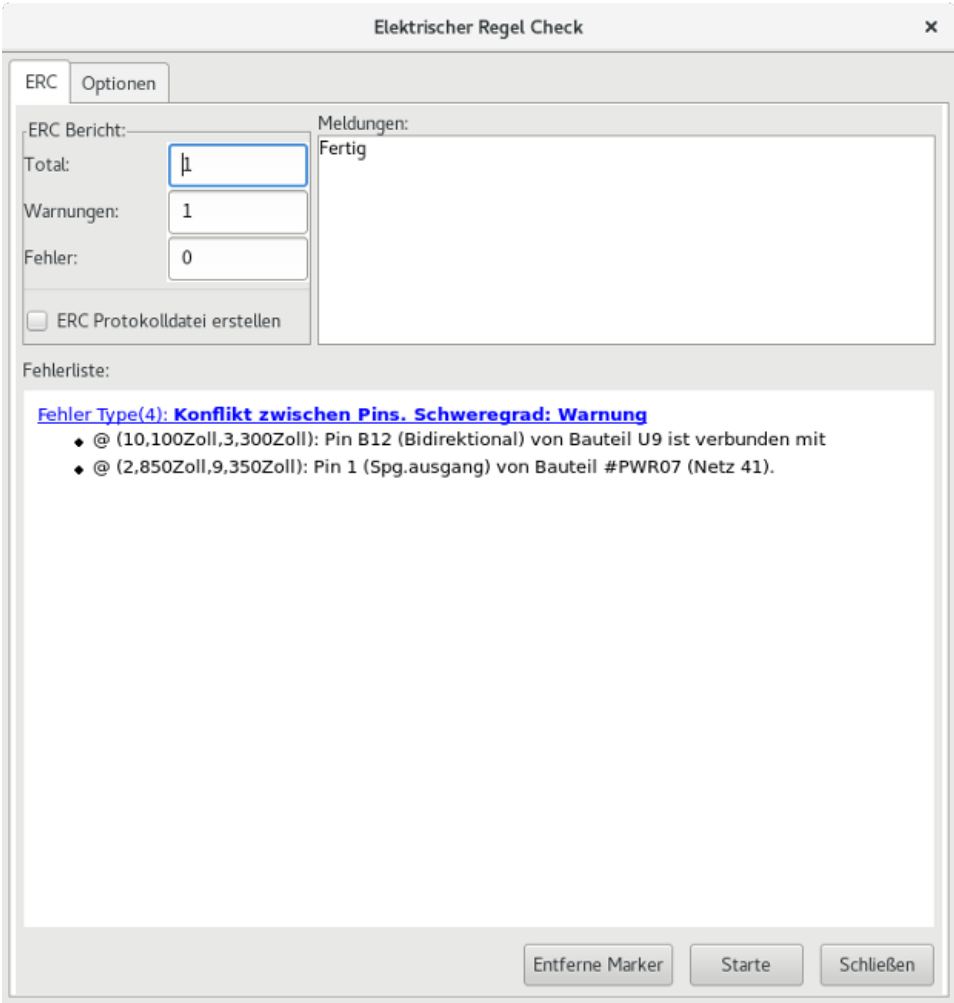 Elektrischer Regel Check
ERC
Optionen
ERC Bericht:
Total: 1
Warnungen: 1
Fehler: 0
ERC Protokolldatei erstellen
Meldungen:
Fertig
Fehlerliste:
Fehler Type(4): Konflikt zwischen Pins. Schweregrad: Warnung
@ (10,100Zoll,3,300Zoll): Pin B12 (Bidirektional) von Bauteil U9 ist verbunden mit
@ (2,850Zoll,9,350Zoll): Pin 1 (Spg.ausgang) von Bauteil #PWR07 (Netz 41).
Entferne Marker
Starte
Schließen